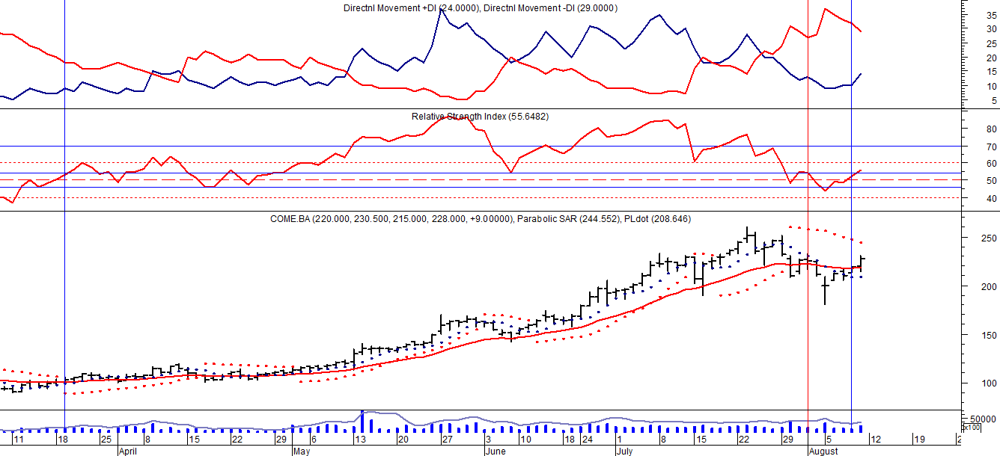 Directnl Movement +DI (24.0000), Directnl Movement -DI (29.0000)
35
30
25
20
15
10
5
Relative Strength Index (55.6482)
80
70
60
50
40
COME.BA (220.000, 230.500, 215.000, 228.000, +9.00000), Parabolic SAR (244.552), PLdot (208.646)
250
200
150
100
50000
x100
11 18 25 8 15 22 29 6 13 20 27 3 10 18 24 1 8 15 22 29 5 12 19 2
April May June July August